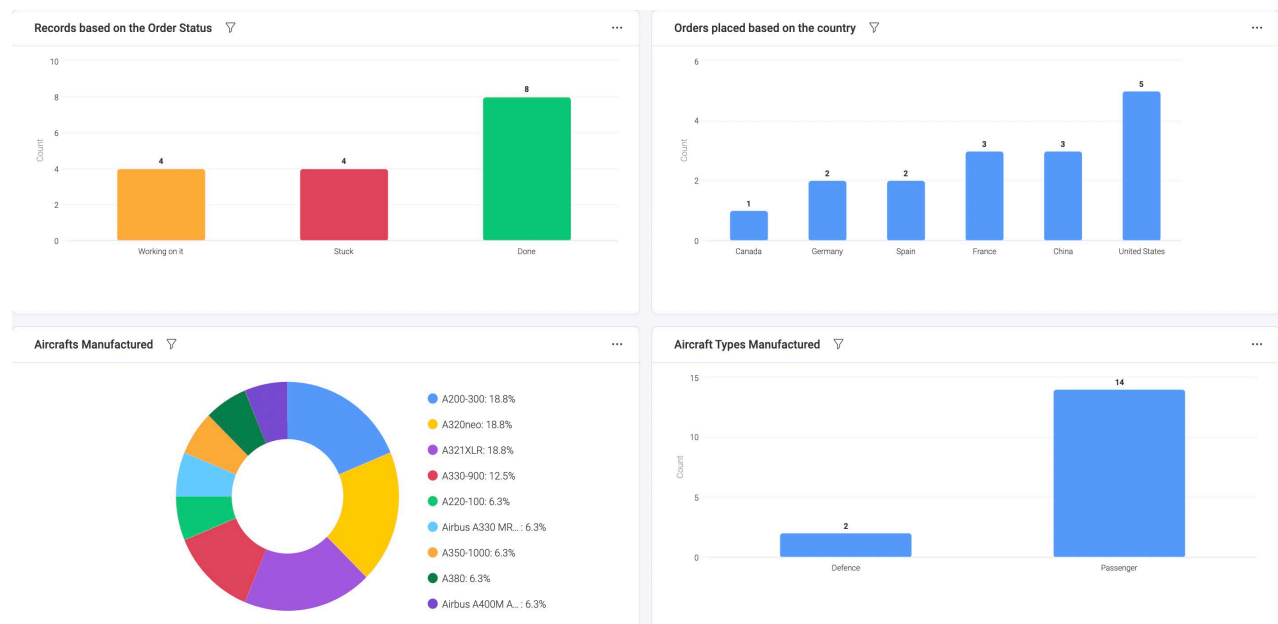 Records based on the Order Status
...
10
8
6
4
2
0
Count
4
4
8
Working on it
Stuck
Done
Orders placed based on the country
...
6
4
2
0
Count
1
2
2
3
3
5
Canada
Germany
Spain
France
China
United States
Aircrafts Manufactured
...
A200-300: 18.8%
A320neo: 18.8%
A321XLR: 18.8%
A330-900: 12.5%
A220-100: 6.3%
Airbus A330 MR...: 6.3%
A350-1000: 6.3%
A380: 6.3%
Airbus A400M A...: 6.3%
Aircraft Types Manufactured
...
15
10
5
0
Count
2
14
Defence
Passenger